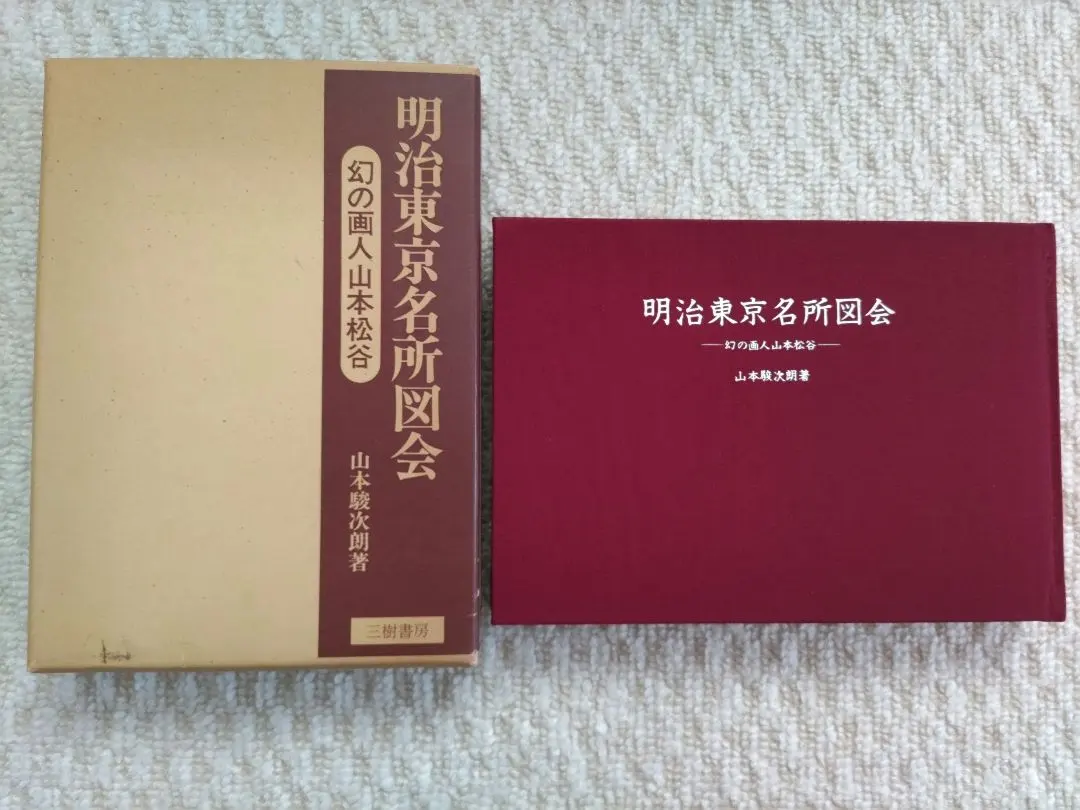 明治東京名所図会
幻の画人山本松谷
山本駿次朗著
三樹書房
明治東京名所図会
──幻の画人山本松谷──
山本駿次朗著